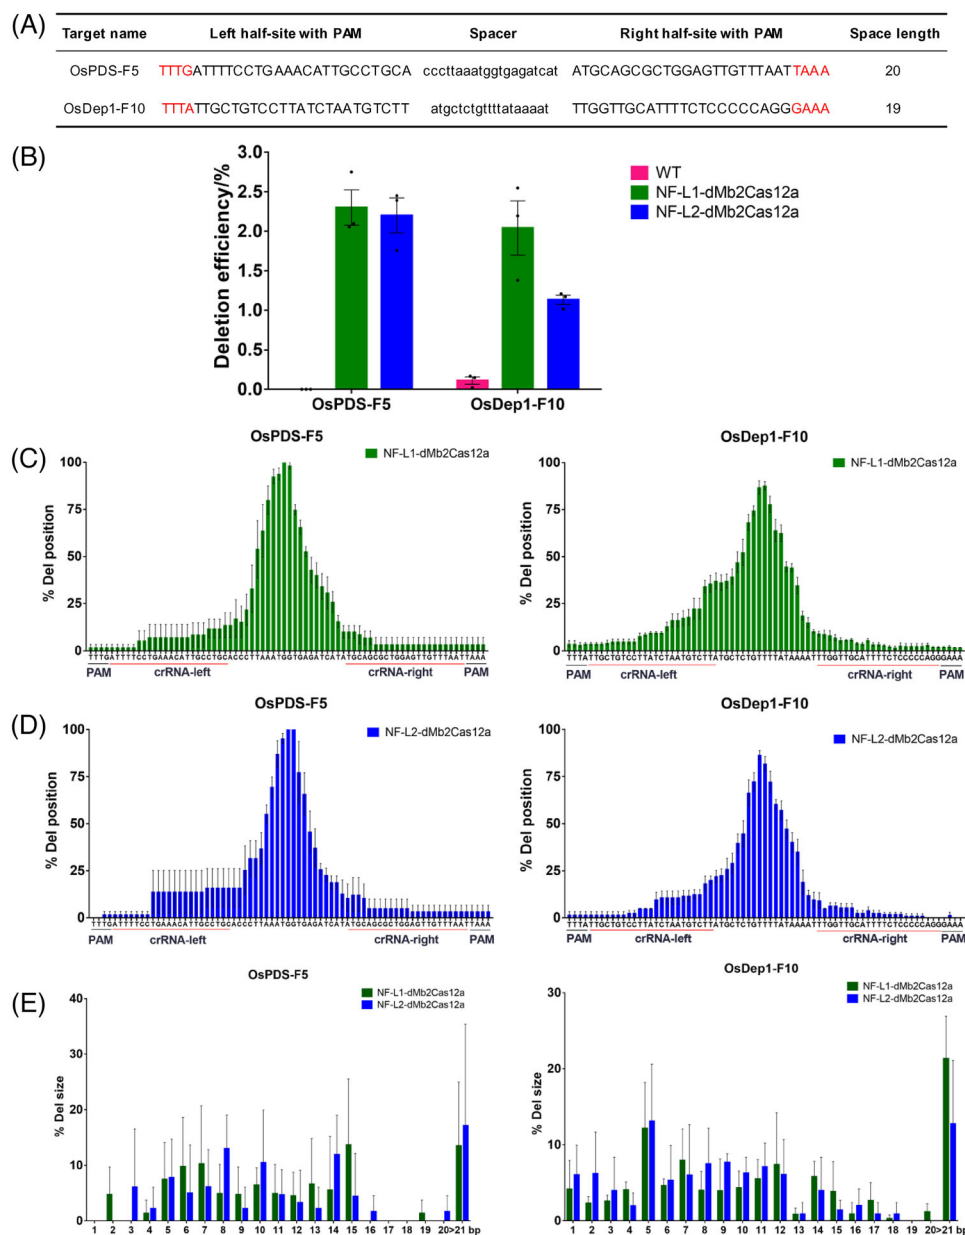 (A)
Target name Left half-site with PAM Spacer Right half-site with PAM Space length
OsPDS-F5 TTTGATTTTCCTGAAACATTGCCTGCA cccttaaatggtgagatcat ATGCAGCGCTGGAGTTGTTTAATTAAA 20
OsDep1-F10 TTTATTGCTGTCCTTATCTAATGTCTT atgctctgttttataaaat TTGGTTGCATTTTCTCCCCCAGGGAAA 19
(B)
Deletion efficiency/%
3.0
2.5
2.0
1.5
1.0
0.5
0.0
WT
NF-L1-dMb2Cas12a
NF-L2-dMb2Cas12a
OsPDS-F5 OsDep1-F10
(C)
OsPDS-F5
NF-L1-dMb2Cas12a
% Del position
100
75
50
25
TTTGATTTTCCTGAAACATTGCCTGCACCCTTAAATGGTGAGATCATATGCAGCGCTGGAGTTGTTTAATTAAA
PAM crRNA-left crRNA-right PAM
OsDep1-F10
NF-L1-dMb2Cas12a
% Del position
100
75
50
25
TTTATTGCTGTCCTTATCTAATGTCTTATGCTCTGTTTTATAAAATTTGGTTGCATTTTCTCCCCCAGGGAAA
PAM crRNA-left crRNA-right PAM
(D)
OsPDS-F5
NF-L2-dMb2Cas12a
% Del position
100
75
50
25
0
TTTGATTTTCCTGAAACATTGCCTGCACCCTTAAATGGTGAGATCATATGCAGCGCTGGAGTTGTTTAATTAAA
PAM crRNA-left crRNA-right PAM
OsDep1-F10
NF-L2-dMb2Cas12a
% Del position
100
75
50
25
0
TTTATTGCTGTCCTTATCTAATGTCTTATGCTCTGTTTTATAAAATTTGGTTGCATTTTCTCCCCCAGGGAAA
PAM crRNA-left crRNA-right PAM
(E)
OsPDS-F5
NF-L1-dMb2Cas12a
NF-L2-dMb2Cas12a
% Del size
40
30
20
10
0
1 2 3 4 5 6 7 8 9 10 11 12 13 14 15 16 17 18 19 20 >21 bp
OsDep1-F10
NF-L1-dMb2Cas12a
NF-L2-dMb2Cas12a
% Del size
30
20
10
0
1 2 3 4 5 6 7 8 9 10 11 12 13 14 15 16 17 18 19 20 >21 bp